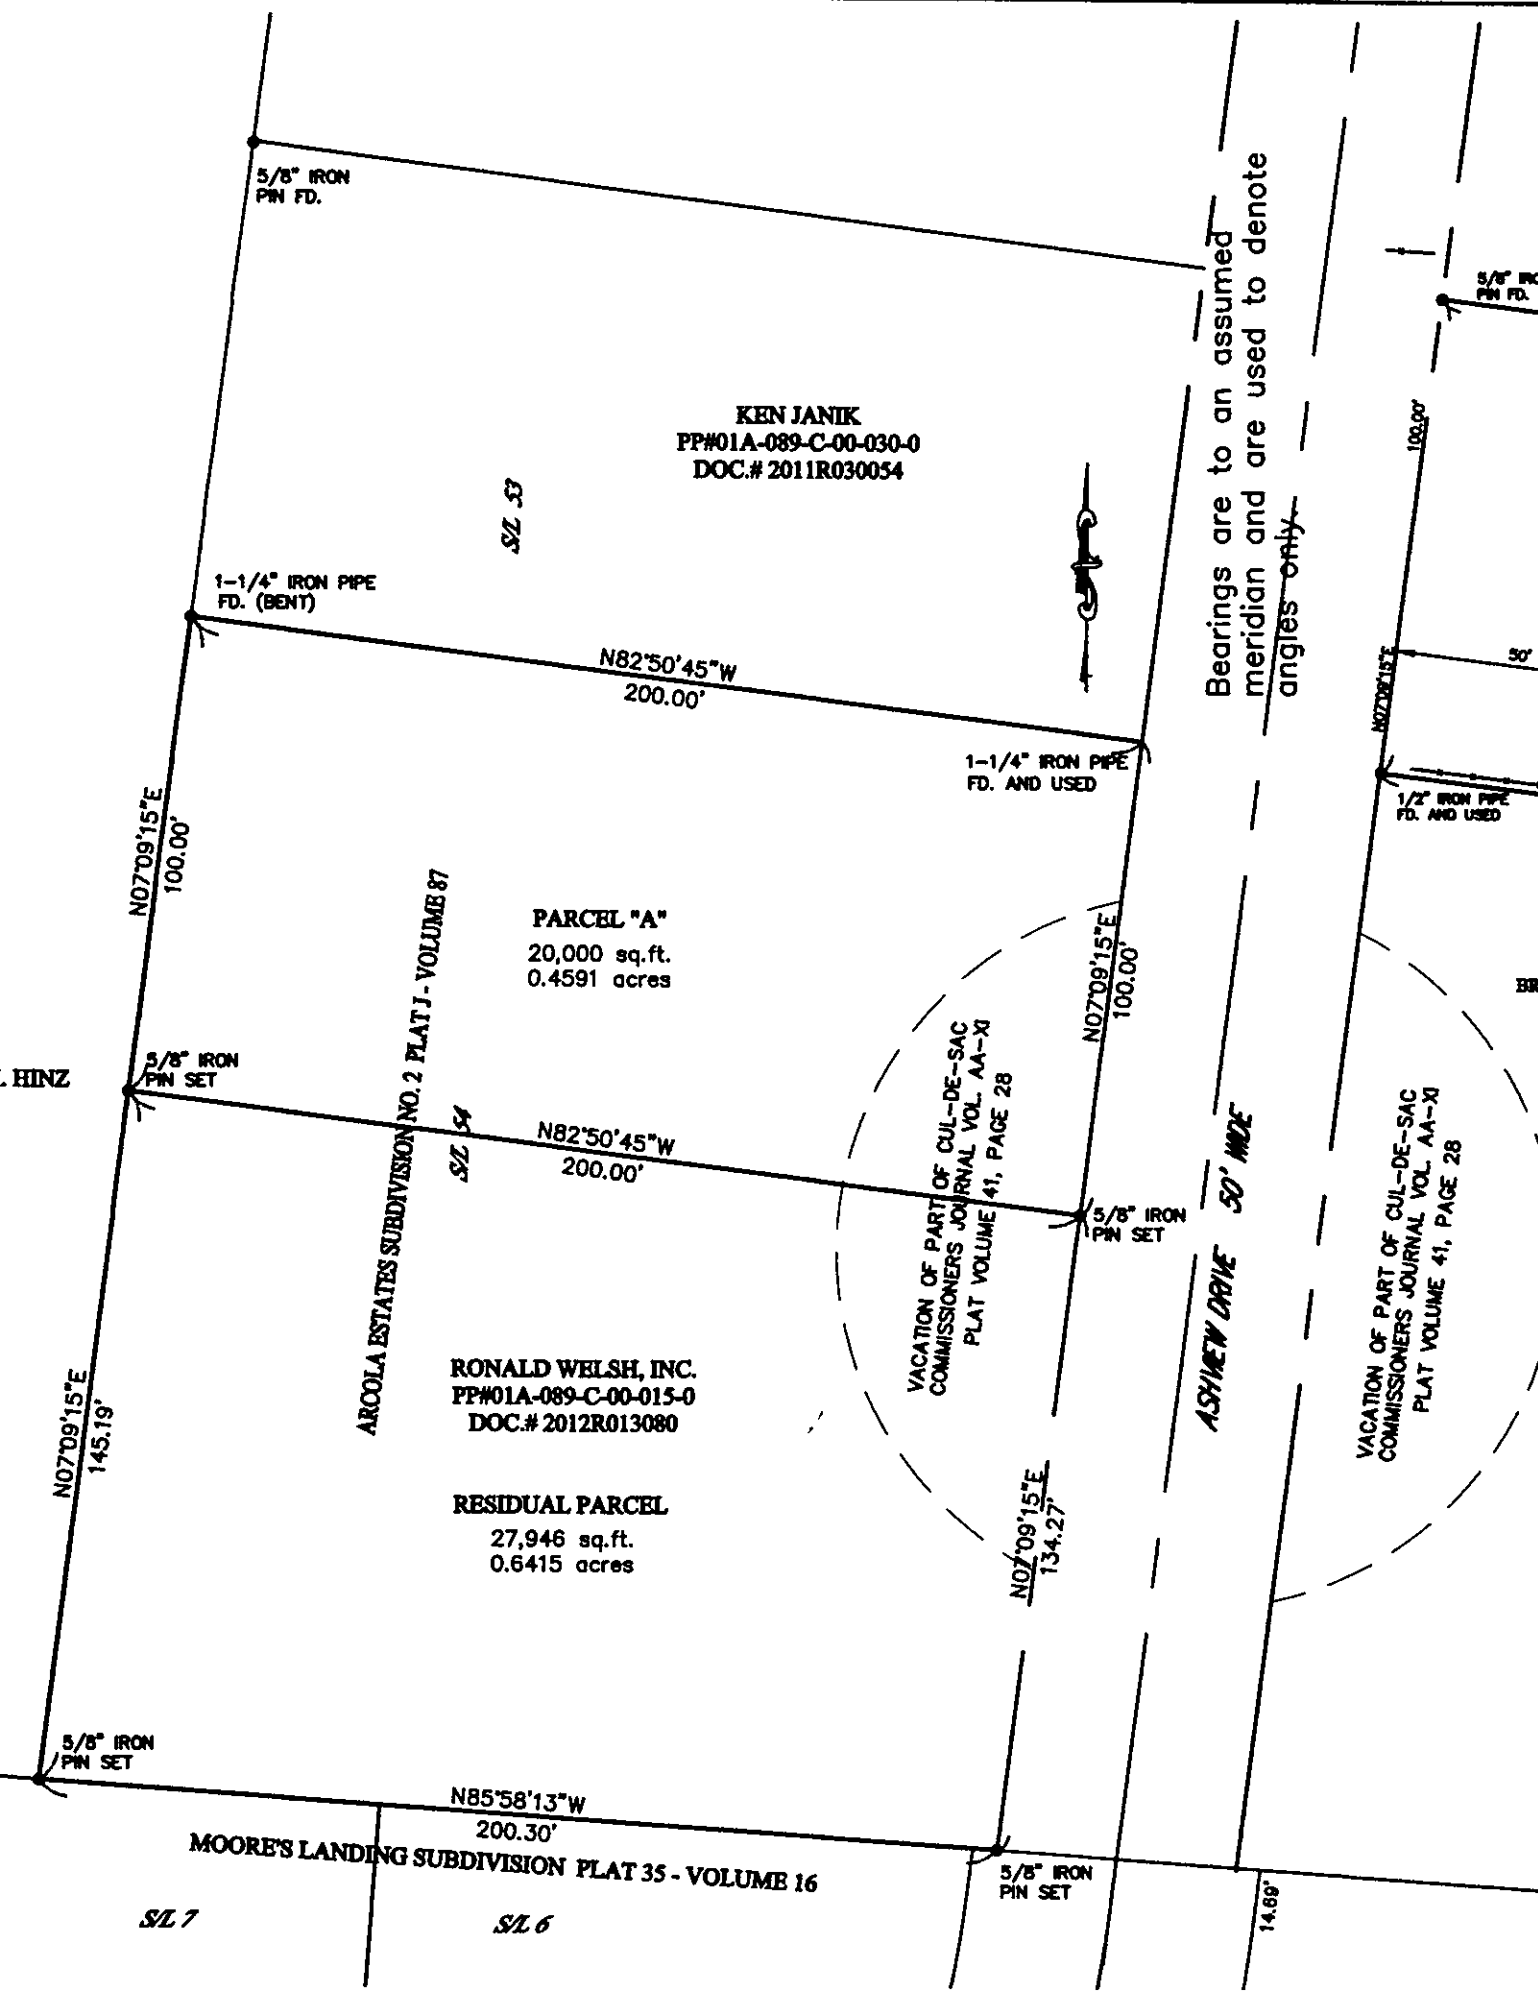 5/8" IRON
PIN FD.
Bearings are to an assumed
meridian and are used to denote
angles only.
5/8" IRO
PIN FD.
KEN JANIK
PP#01A-089-C-00-030-0
DOC.# 2011R030054
S/L 53
100.00'
N07°09'15"E
50'
1-1/4" IRON PIPE
FD. (BENT)
N82°50'45"W
200.00'
1-1/4" IRON PIPE
FD. AND USED
1/2" IRON PIPE
FD. AND USED
N07°09'15"E
100.00'
PARCEL "A"
20,000 sq.ft.
0.4591 acres
ARCOLA ESTATES SUBDIVISION NO. 2 PLAT J - VOLUME 87
S/L 54
N07°09'15"E
100.00'
BR
L HINZ
5/8" IRON
PIN SET
N82°50'45"W
200.00'
5/8" IRON
PIN SET
VACATION OF PART OF CUL-DE-SAC
COMMISSIONERS JOURNAL VOL. AA-XI
PLAT VOLUME 41, PAGE 28
ASHVIEW DRIVE 50' WIDE
VACATION OF PART OF CUL-DE-SAC
COMMISSIONERS JOURNAL VOL. AA-XI
PLAT VOLUME 41, PAGE 28
RONALD WELSH, INC.
PP#01A-089-C-00-015-0
DOC.# 2012R013080
N07°09'15"E
145.19'
RESIDUAL PARCEL
27,946 sq.ft.
0.6415 acres
N07°09'15"E
134.27'
5/8" IRON
PIN SET
N85°58'13"W
200.30'
MOORE'S LANDING SUBDIVISION PLAT 35 - VOLUME 16
5/8" IRON
PIN SET
14.69'
S/L 7
S/L 6